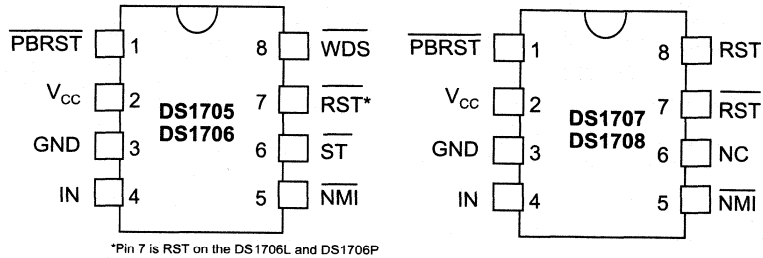 PBRST 1 8 WDS
VCC 2 7 RST*
DS1705
DS1706
GND 3 6 ST
IN 4 5 NMI
*Pin 7 is RST on the DS1706L and DS1706P
PBRST 1 8 RST
VCC 2 7 RST
DS1707
DS1708
GND 3 6 NC
IN 4 5 NMI